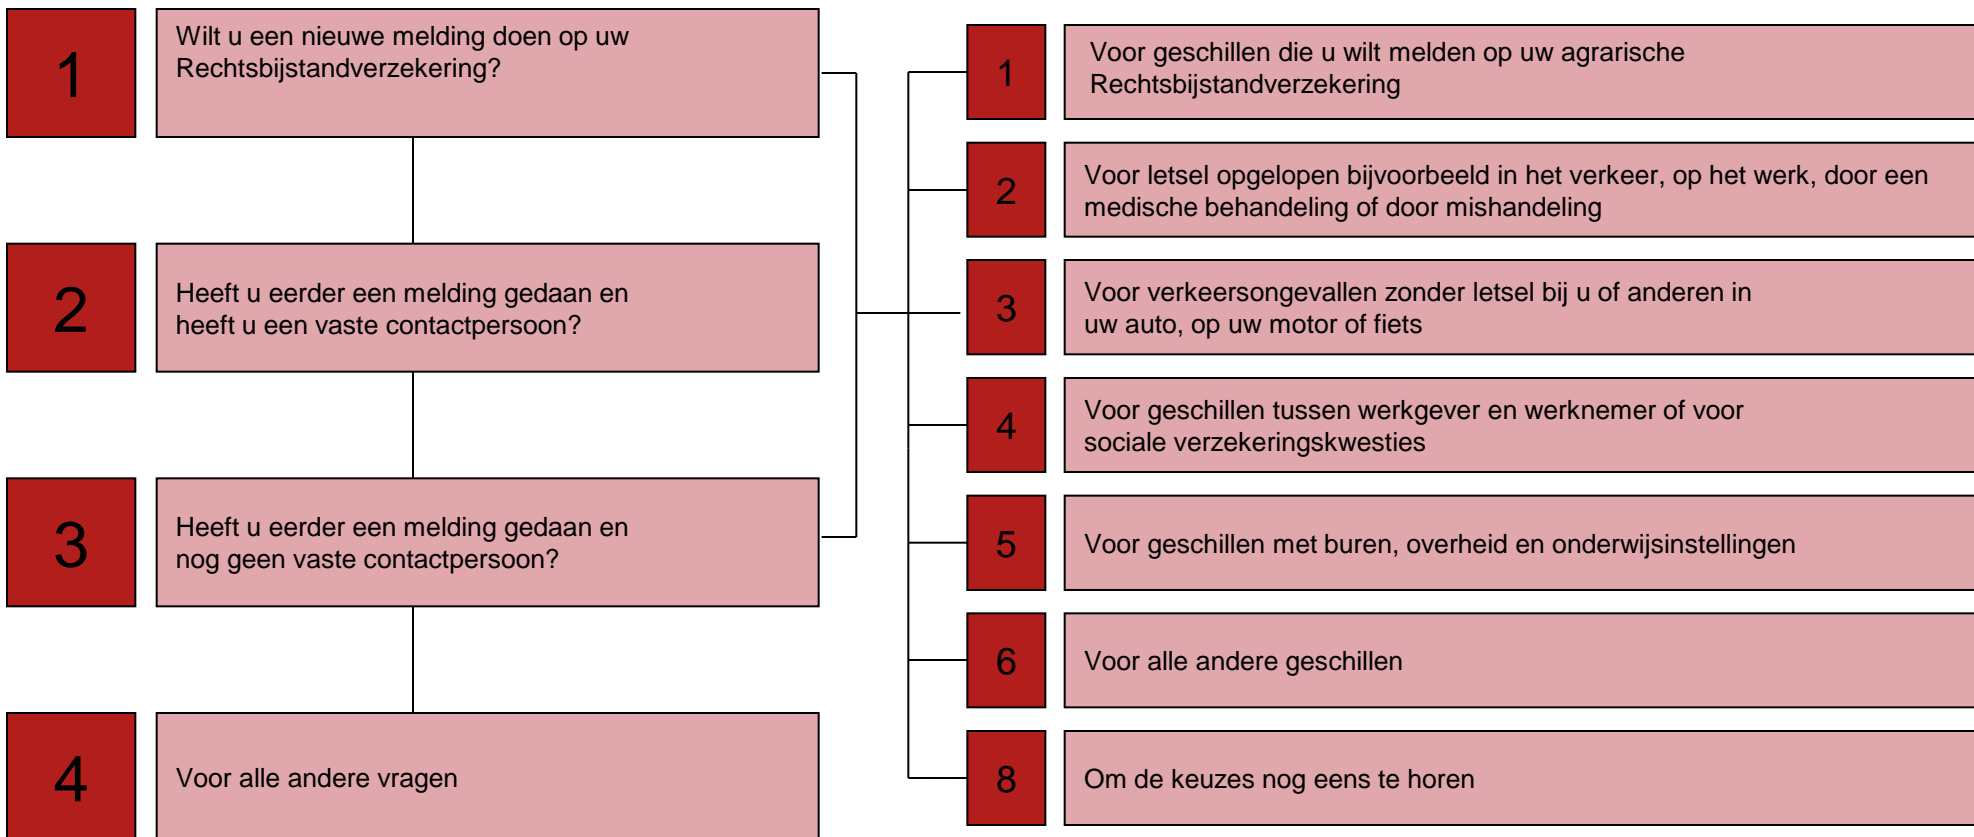 1
Wilt u een nieuwe melding doen op uw
Rechtsbijstandverzekering?
2
Heeft u eerder een melding gedaan en
heeft u een vaste contactpersoon?
3
Heeft u eerder een melding gedaan en
nog geen vaste contactpersoon?
4
Voor alle andere vragen
1
Voor geschillen die u wilt melden op uw agrarische
Rechtsbijstandverzekering
2
Voor letsel opgelopen bijvoorbeeld in het verkeer, op het werk, door een
medische behandeling of door mishandeling
3
Voor verkeersongevallen zonder letsel bij u of anderen in
uw auto, op uw motor of fiets
4
Voor geschillen tussen werkgever en werknemer of voor
sociale verzekeringskwesties
5
Voor geschillen met buren, overheid en onderwijsinstellingen
6
Voor alle andere geschillen
8
Om de keuzes nog eens te horen